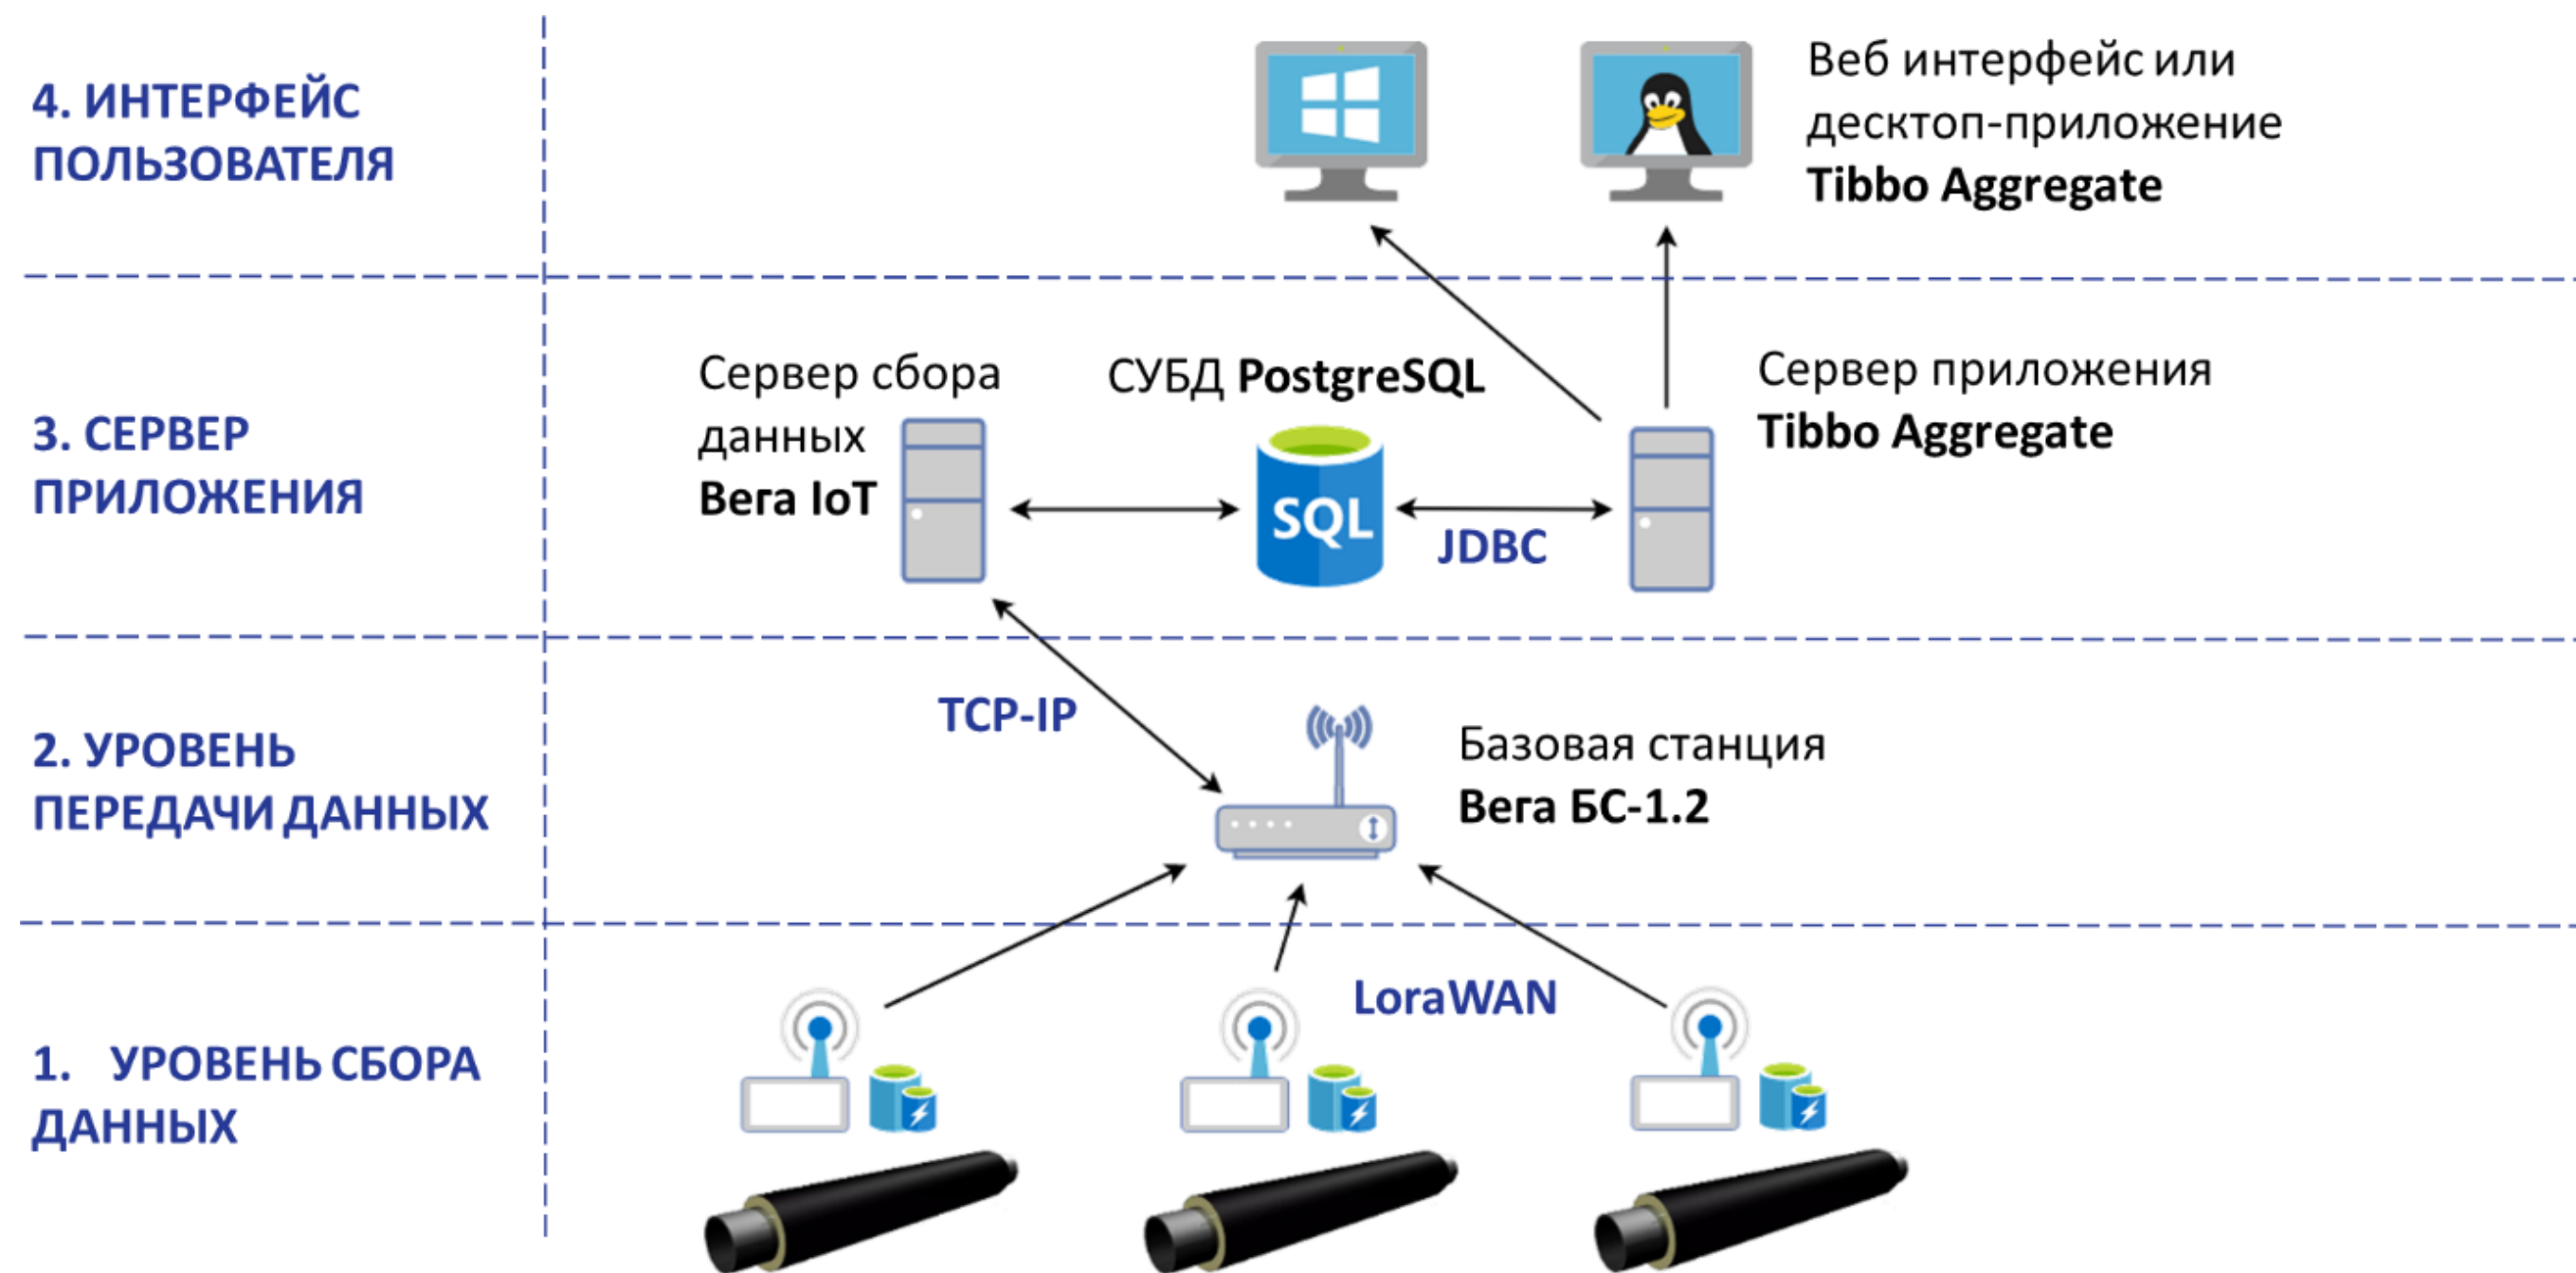 4. ИНТЕРФЕЙС
ПОЛЬЗОВАТЕЛЯ
Веб интерфейс или
десктоп-приложение
Tibbo Aggregate
3. СЕРВЕР
ПРИЛОЖЕНИЯ
Сервер сбора
данных
Вега IoT
СУБД PostgreSQL
SQL
JDBC
Сервер приложения
Tibbo Aggregate
2. УРОВЕНЬ
ПЕРЕДАЧИ ДАННЫХ
TCP-IP
Базовая станция
Вега БС-1.2
1. УРОВЕНЬ СБОРА
ДАННЫХ
LoraWAN